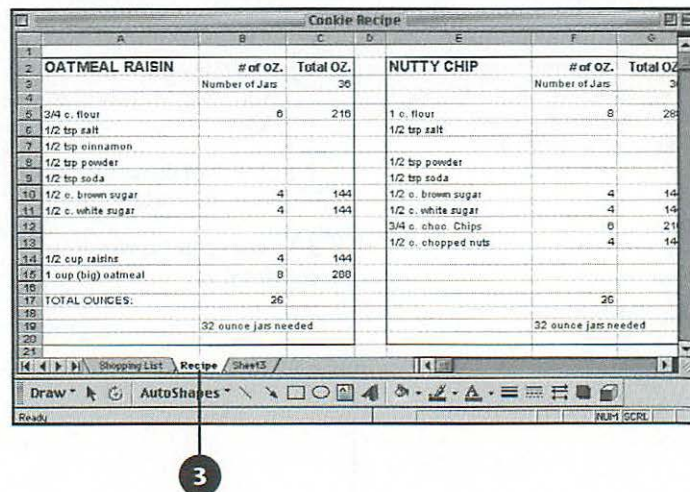 Cookie Recipe
A B C D E F G
1
2 OATMEAL RAISIN # of OZ. Total OZ. NUTTY CHIP # of OZ. Total OZ
3 Number of Jars 36 Number of Jars 3
4
5 3/4 c. flour 6 216 1 c. flour 8 28
6 1/2 tsp salt 1/2 tsp salt
7 1/2 tsp cinnamon
8 1/2 tsp powder 1/2 tsp powder
9 1/2 tsp soda 1/2 tsp soda
10 1/2 c. brown sugar 4 144 1/2 c. brown sugar 4 14
11 1/2 c. white sugar 4 144 1/2 c. white sugar 4 14
12 3/4 c. choc. Chips 6 21
13 1/2 c. chopped nuts 4 14
14 1/2 cup raisins 4 144
15 1 cup (big) oatmeal 8 288
16
17 TOTAL OUNCES: 26 26
18
19 32 ounce jars needed 32 ounce jars needed
20
21
Shopping List Recipe Sheet3
Draw AutoShapes
Ready NUM SCRL
3